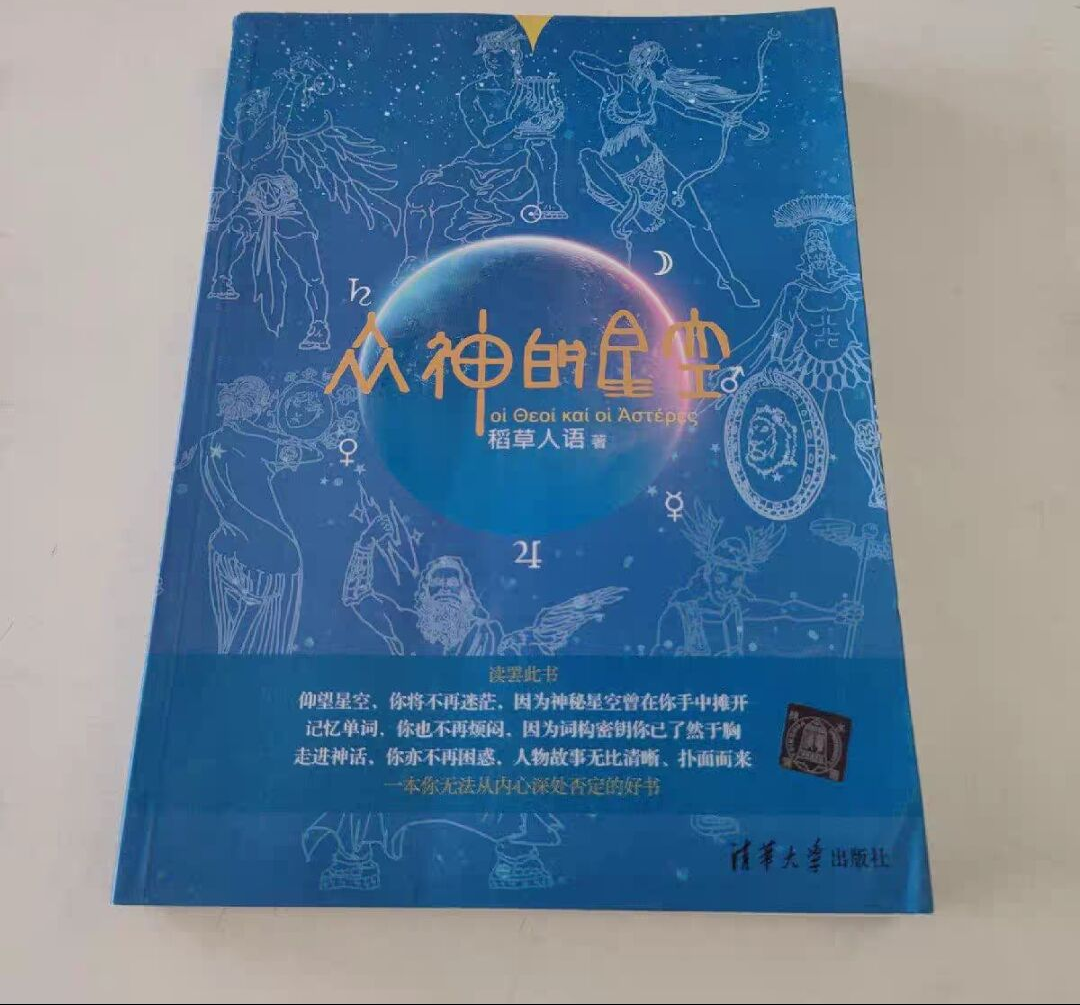 众神的星空
οἱ Θεοί καί οἱ Ἀστέρες
稻草人语 著
读罢此书
仰望星空、你将不再迷茫，因为神秘星空曾在你手中摊开
记忆单词、你也不再烦闷，因为词构密钥你已了然于胸
走进神话、你亦不再困惑，人物故事无比清晰、扑面而来
一本你无法从内心深处否定的好书
清华大学出版社